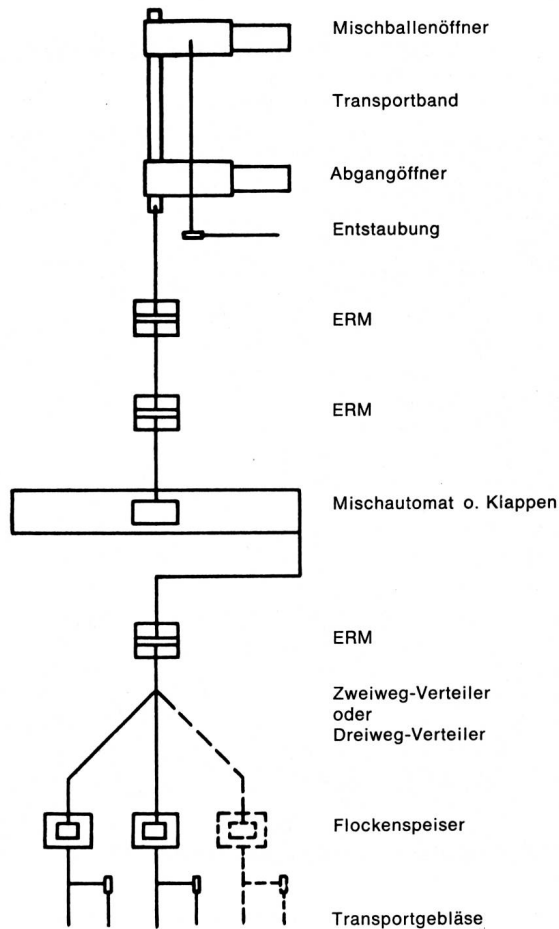 Mischballenöffner
Transportband
Abgangöffner
Entstaubung
ERM
ERM
Mischautomat o. Klappen
ERM
Zweiweg-Verteiler
oder
Dreiweg-Verteiler
Flockenspeiser
Transportgebläse